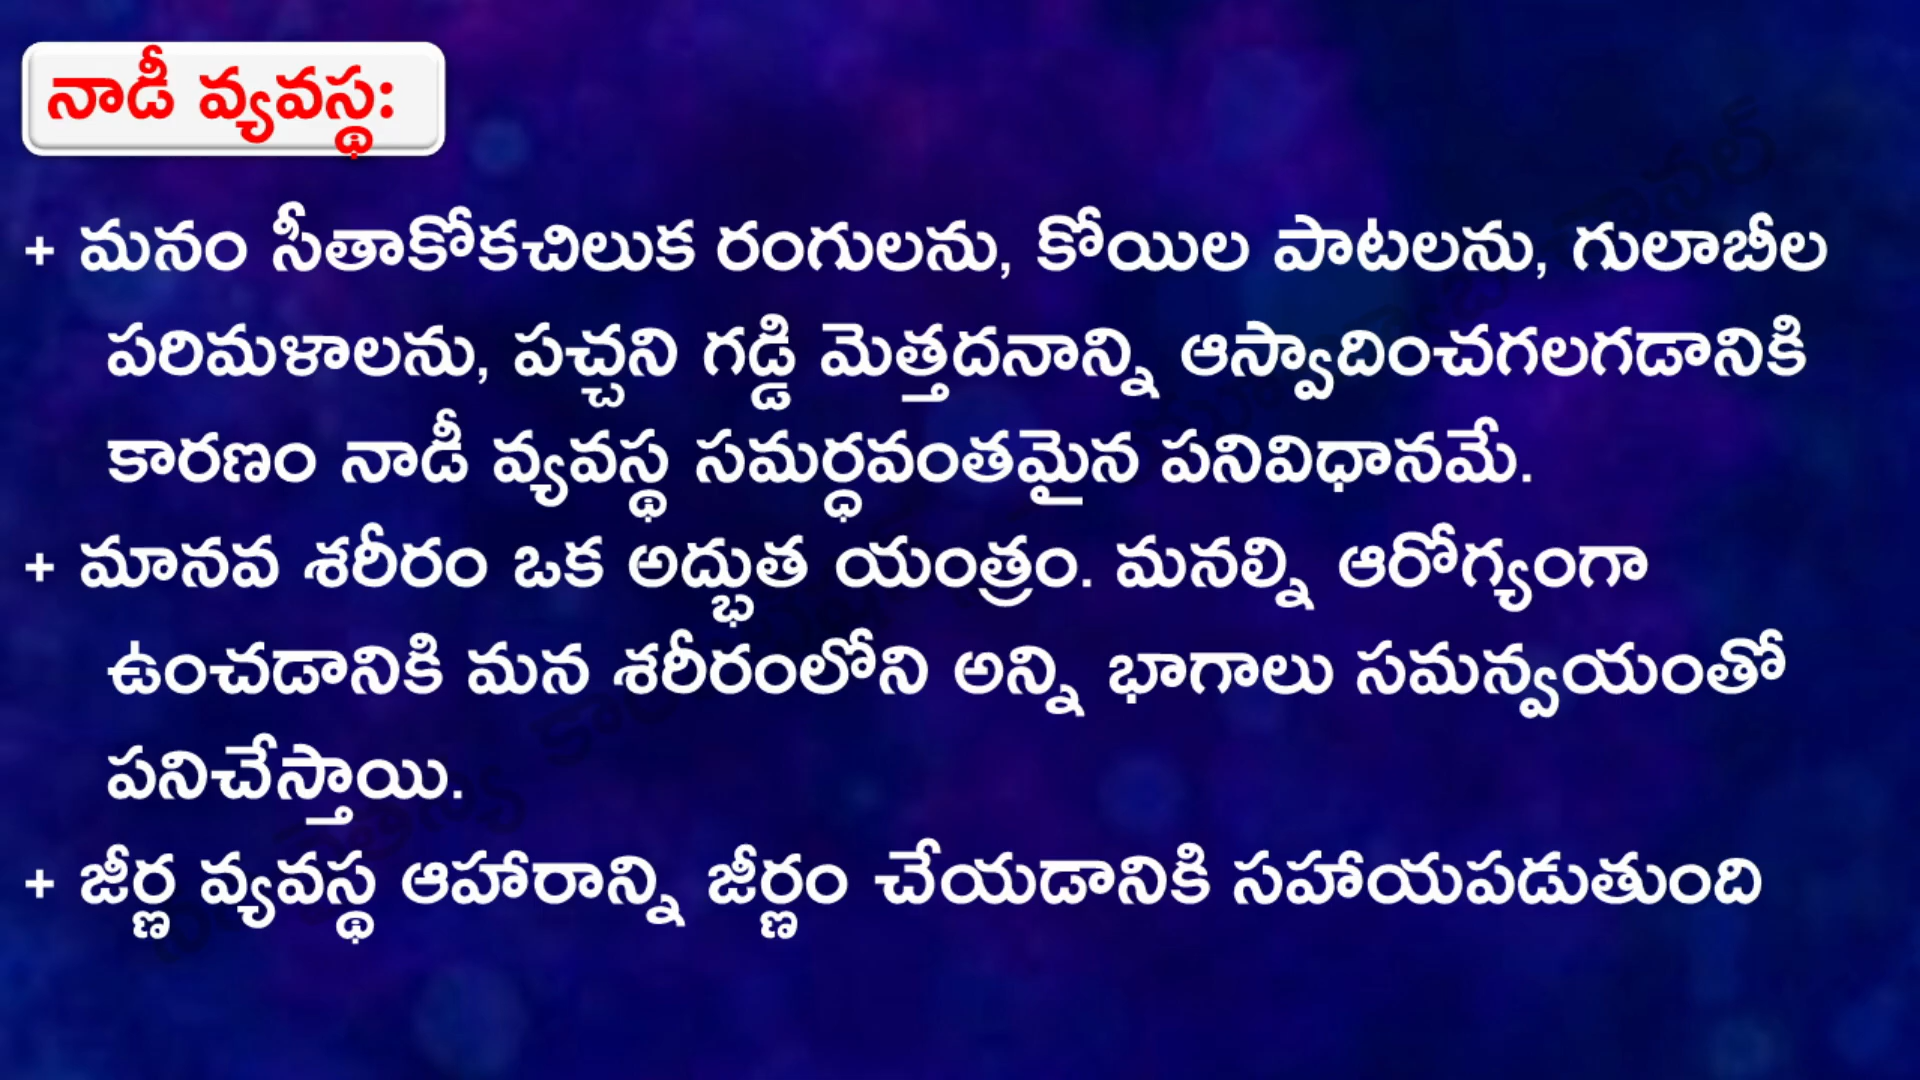 నాడీ వ్యవస్థ:
+ మనం సీతాకోకచిలుక రంగులను, కోయిల పాటలను, గులాబీల
పరిమళాలను, పచ్చని గడ్డి మెత్తదనాన్ని ఆస్వాదించగలగడానికి
కారణం నాడీ వ్యవస్థ సమర్ధవంతమైన పనివిధానమే.
+ మానవ శరీరం ఒక అద్భుత యంత్రం. మనల్ని ఆరోగ్యంగా
ఉంచడానికి మన శరీరంలోని అన్ని భాగాలు సమన్వయంతో
పనిచేస్తాయి.
+ జీర్ణ వ్యవస్థ ఆహారాన్ని జీర్ణం చేయడానికి సహాయపడుతుంది